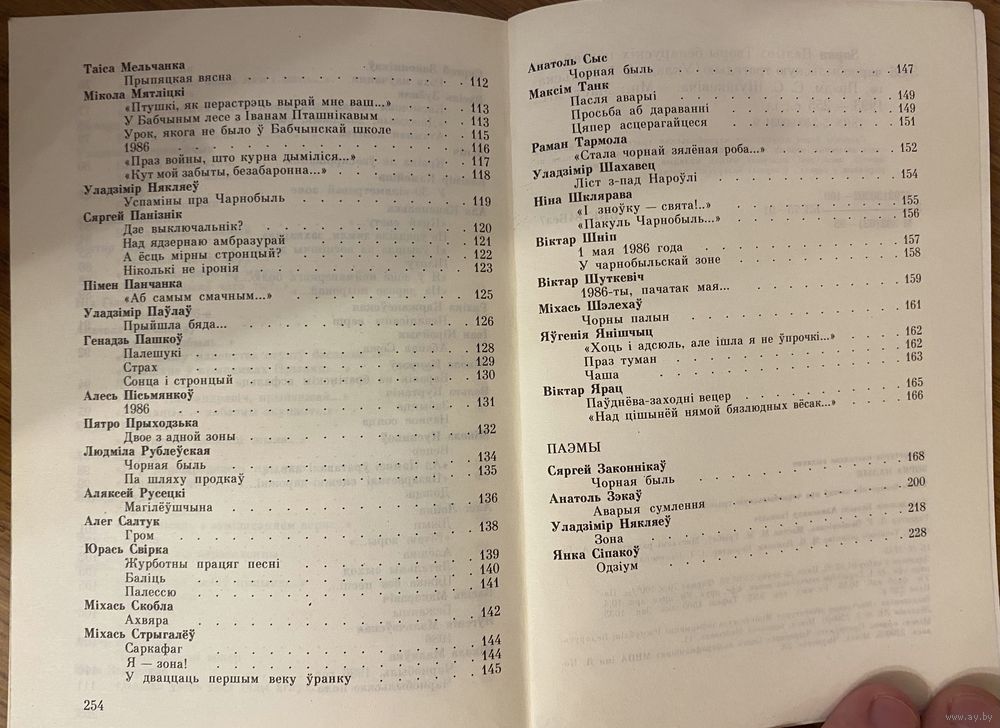 Таіса Мельчанка
Прыпяцкая вясна . . . . . . . . 112
Мікола Мятліцкі
«Птушкі, як перастрэць вырай мне ваш...» . . . 113
У Бабчыным лесе з Іванам Пташнікавым . . . 113
Урок, якога не было ў Бабчынскай школе . . . 115
1986 . . . . . . . . 116
«Праз войны, што курна дыміліся...» . . . . 117
«Кут мой забыты, безабаронна...» . . . . 118
Уладзімір Някляеў
Успаміны пра Чарнобыль . . . . . . 119
Сяргей Панізнік
Дзе выключальнік? . . . . . . 120
Над ядзернаю амбразурай . . . . . . 121
А ёсць мірны стронцый? . . . . . . 122
Ніколькі не іронія . . . . . . 123
Пімен Панчанка
«Аб самым смачным...» . . . . . . 125
Уладзімір Паўлаў
Прыйшла бяда... . . . . . . 126
Генадзь Пашкоў
Палешукі . . . . . . . . 128
Страх . . . . . . . . 129
Сонца і стронцый . . . . . . 130
Алесь Пісьмянкоў
1986 . . . . . . . . 131
Пятро Прыходзька
Двое з адной зоны . . . . . . 132
Людміла Рублеўская
Чорная быль . . . . . . 134
Па шляху продкаў . . . . . . 135
Аляксей Русецкі
Магілёўшчына . . . . . . 136
Алег Салтук
Гром . . . . . . . . 138
Юрась Свірка
Журботны працяг песні . . . . . . 139
Баліць . . . . . . . . 140
Палессю . . . . . . . . 141
Міхась Скобла
Ахвяра . . . . . . . . 142
Міхась Стрыгалёў
Саркафаг . . . . . . . . 144
Я — зона! . . . . . . . . 144
У дваццаць першым веку ўранку . . . . 145
254
Анатоль Сыс
Чорная быль . . . . . . 147
Максім Танк
Пасля аварыі . . . . . . 149
Просьба аб дараванні . . . . . . 149
Цяпер асцерагайцеся . . . . . . 151
Раман Тармола
«Стала чорнай зялёная роба...» . . . . 152
Уладзімір Шахавец
Ліст з-пад Нароўлі . . . . . . 154
Ніна Шклярава
«І зноўку — свята!..» . . . . . . 155
«Пакуль Чарнобыль...» . . . . . . 156
Віктар Шніп
1 мая 1986 года . . . . . . 157
У чарнобыльскай зоне . . . . . . 158
Віктар Шуткевіч
1986-ты, пачатак мая... . . . . . . 159
Міхась Шэлехаў
Чорны палын . . . . . . 161
Яўгенія Янішчыц
«Хоць і адсюль, але ішла я не ўпрочкі...» . . . 162
Праз туман . . . . . . 162
Чаша . . . . . . . . 163
Віктар Ярац
Паўднёва-заходні вецер . . . . . . 165
«Над цішынёй нямой бязлюдных вёсак...» . . . 166
ПАЭМЫ
Сяргей Законнікаў
Чорная быль . . . . . . 168
Анатоль Зэкаў
Аварыя сумлення . . . . . . 200
Уладзімір Някляеў
Зона . . . . . . . . 218
Янка Сіпакоў
Одзіум . . . . . . . . 228
www.ay.by